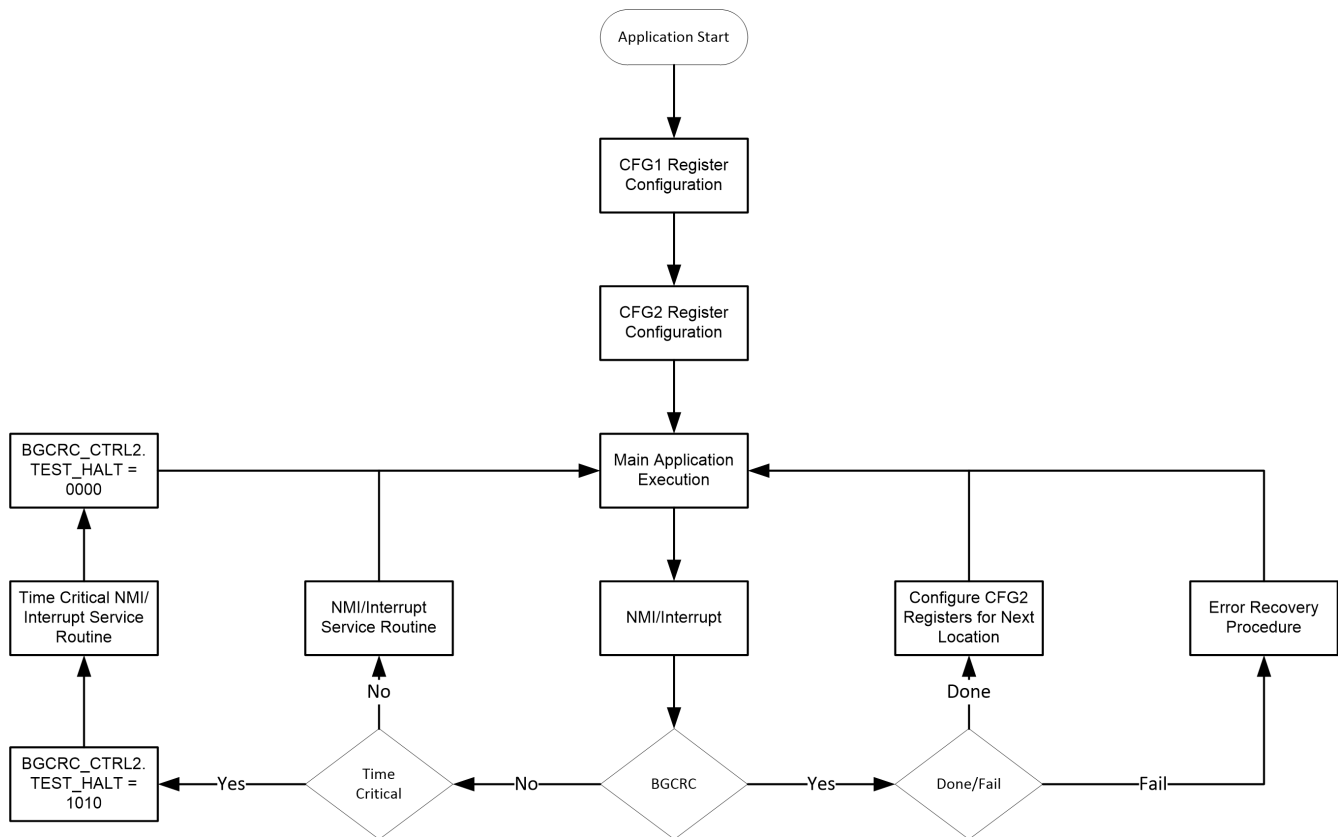 Application Start
CFG1 Register
Configuration
CFG2 Register
Configuration
BGCRC_CTRL2.
TEST_HALT =
0000
Main Application
Execution
Time Critical NMI/
Interrupt Service
Routine
NMI/Interrupt
Service Routine
NMI/Interrupt
Configure CFG2
Registers for Next
Location
Error Recovery
Procedure
No
Done
BGCRC_CTRL2.
TEST_HALT =
1010
Yes
Time
Critical
No
BGCRC
Yes
Done/Fail
Fail